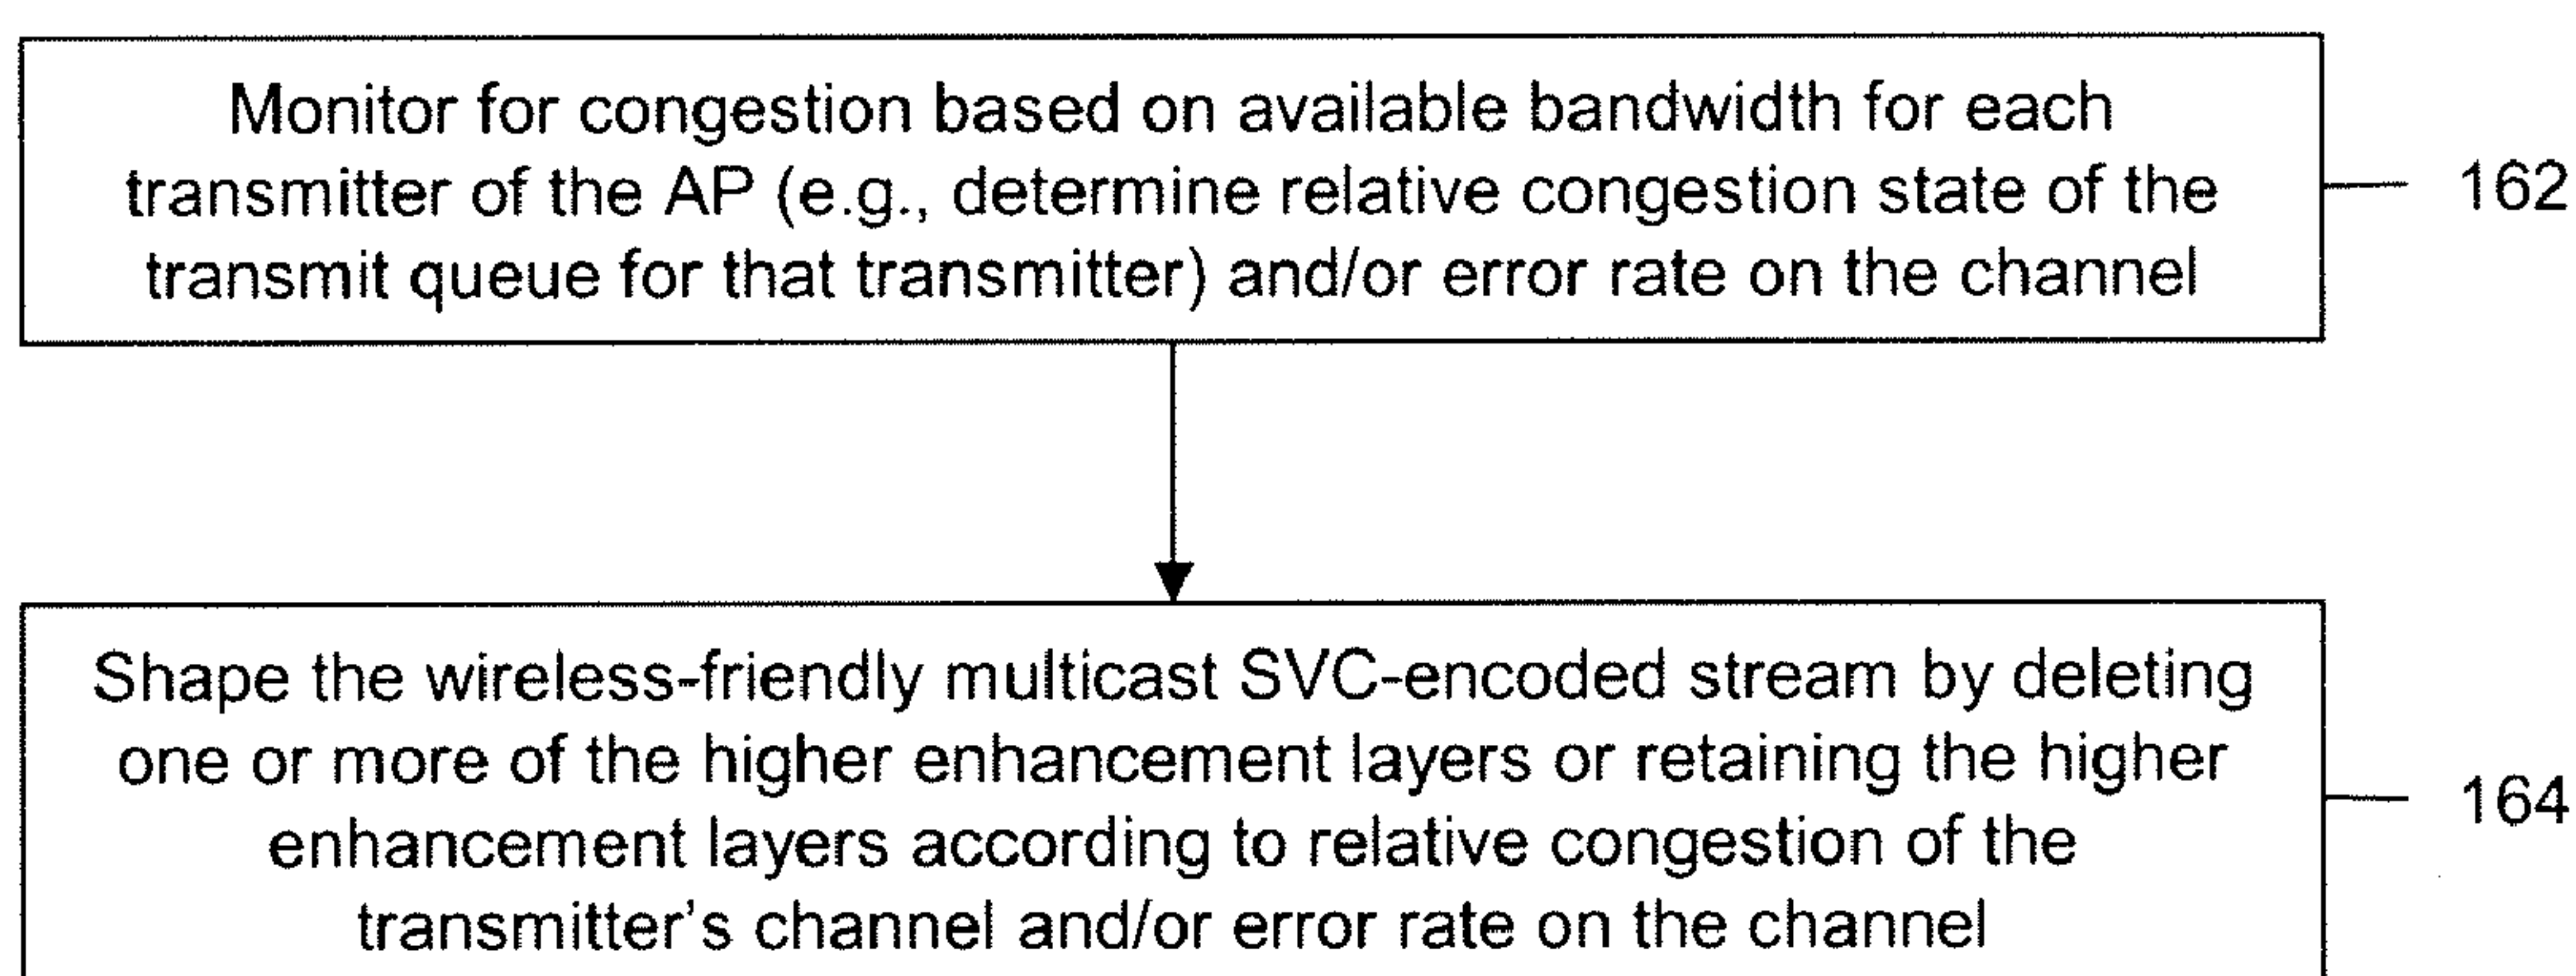 Monitor for congestion based on available bandwidth for each
transmitter of the AP (e.g., determine relative congestion state of the
transmit queue for that transmitter) and/or error rate on the channel
162
Shape the wireless-friendly multicast SVC-encoded stream by deleting
one or more of the higher enhancement layers or retaining the higher
enhancement layers according to relative congestion of the
transmitter's channel and/or error rate on the channel
164